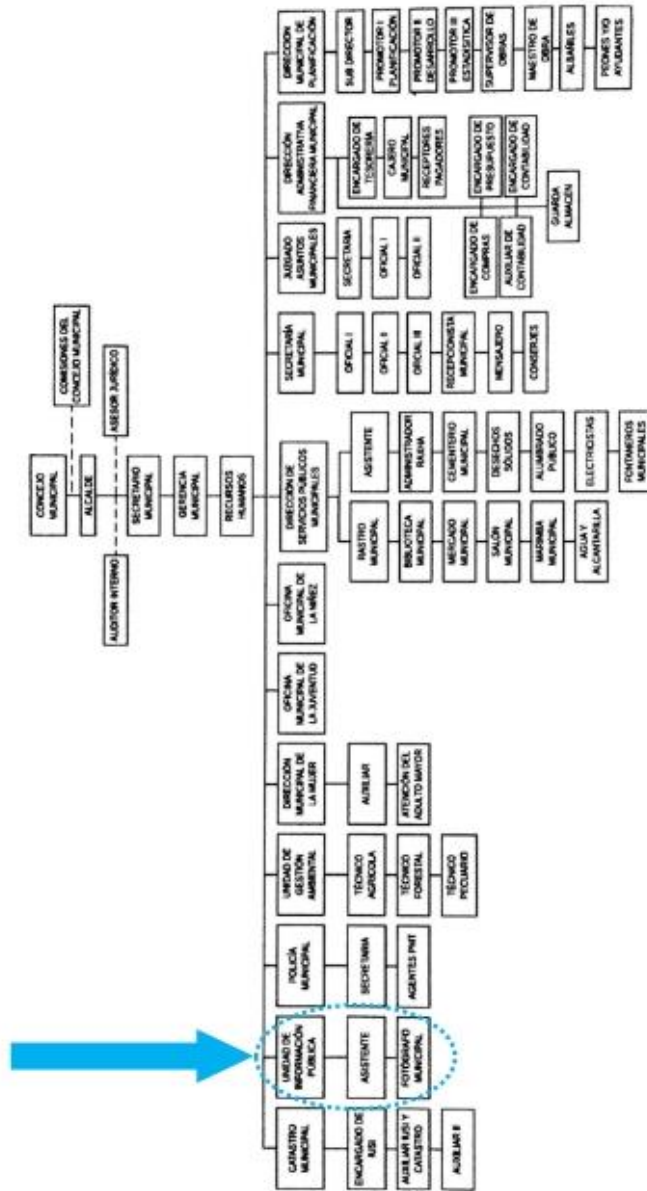 CONCEJO
MUNICIPAL
COMISIONES DEL
CONCEJO MUNICIPAL
ALCALDE
AUDITOR INTERNO
ASESOR JURÍDICO
SECRETARIO
MUNICIPAL
GERENCIA
MUNICIPAL
RECURSOS
HUMANOS
CATASTRO
MUNICIPAL
ENCARGADO DE
IUSI
AUXILIAR IUSI Y
CATASTRO
AUXILIAR II
UNIDAD DE
INFORMACIÓN
PÚBLICA
ASISTENTE
FOTÓGRAFO
MUNICIPAL
POLICÍA
MUNICIPAL
SECRETARIA
AGENTES PMT
UNIDAD DE
GESTIÓN
AMBIENTAL
TÉCNICO
AGRICOLA
TÉCNICO
FORESTAL
TÉCNICO
PECUARIO
DIRECCIÓN
MUNICIPAL DE
LA MUJER
AUXILIAR
ATENCIÓN DEL
ADULTO MAYOR
OFICINA
MUNICIPAL DE
LA JUVENTUD
OFICINA
MUNICIPAL DE
LA NIÑEZ
DIRECCIÓN DE
SERVICIOS PÚBLICOS
MUNICIPALES
RASTRO
MUNICIPAL
BIBLIOTECA
MUNICIPAL
MERCADO
MUNICIPAL
SALÓN
MUNICIPAL
MARIMBA
MUNICIPAL
AGUA Y
ALCANTARILLA
ASISTENTE
ADMINISTRADOR
CEMENTERIO
MUNICIPAL
DESECHOS
SÓLIDOS
ALUMBRADO
PUBLICO
ELECTRICISTAS
FONTANEROS
MUNICIPALES
SECRETARÍA
MUNICIPAL
OFICIAL I
OFICIAL II
OFICIAL III
RECEPCIONISTA
MUNICIPAL
MENSAJERO
CONSERJES
JUZGADO
ASUNTOS
MUNICIPALES
SECRETARIA
OFICIAL I
OFICIAL II
DIRECCIÓN
ADMINISTRATIVA
FINANCIERA MUNICIPAL
ENCARGADO DE
TESORERIA
CAJERO
MUNICIPAL
RECEPTORES
PAGADORES
ENCARGADO DE
COMPRAS
ENCARGADO DE
PRESUPUESTO
AUXILIAR DE
CONTABILIDAD
ENCARGADO DE
CONTABILIDAD
GUARDA
ALMACEN
DIRECCION
MUNICIPAL DE
PLANIFICACIÓN
SUB DIRECTOR
PROMOTOR I
PLANIFICACIÓN
PROMOTOR II
DESARROLLO
PROMOTOR III
ESTADISITICA
SUPERVISOR DE
OBRAS
MAESTRO DE
OBRA
ALBAÑILES
PEONES Y/O
AYUDANTES